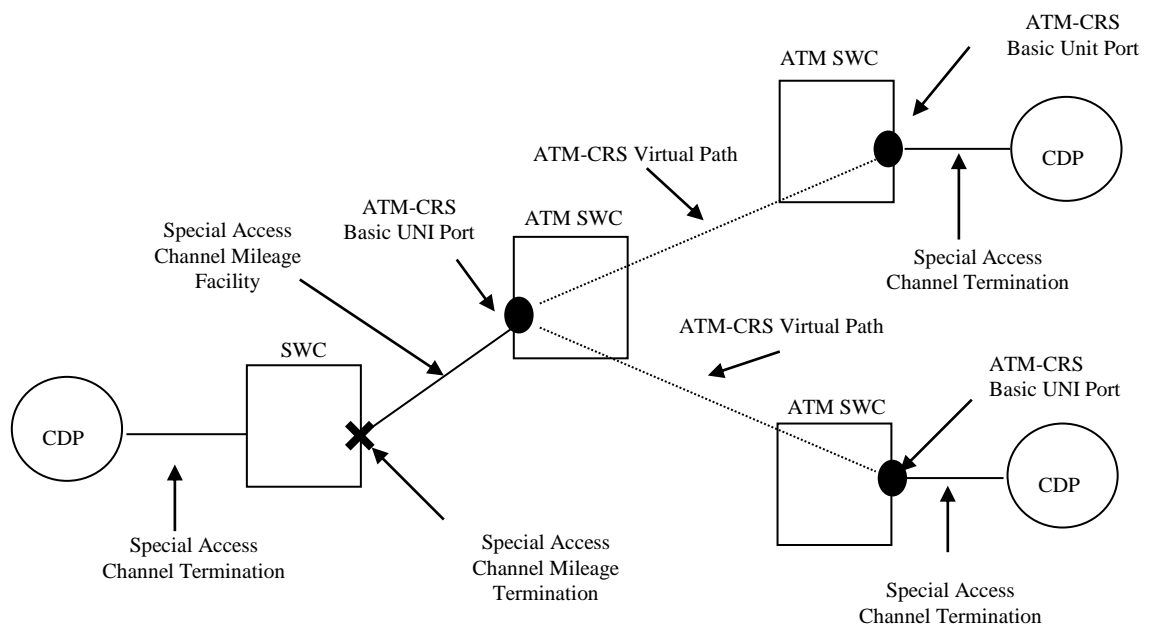 ATM-CRS
Basic Unit Port
ATM SWC
CDP
ATM-CRS Virtual Path
ATM-CRS
Basic UNI Port
ATM SWC
Special Access
Channel Mileage
Facility
Special Access
Channel Termination
ATM-CRS Virtual Path
SWC
ATM-CRS
Basic UNI Port
ATM SWC
CDP
CDP
Special Access
Channel Termination
Special Access
Channel Mileage
Termination
Special Access
Channel Termination